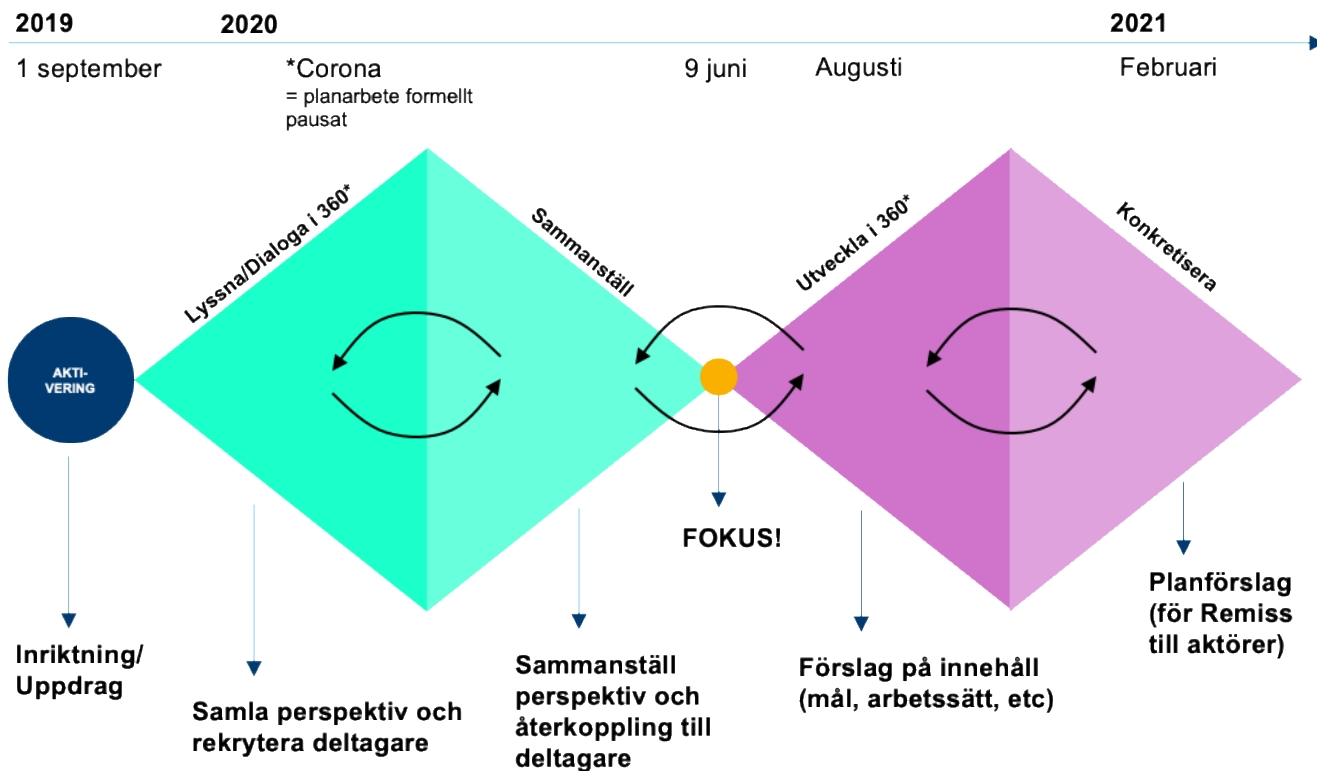 2019
2020
2021
1 september
*Corona
= planarbete formellt
pausat
9 juni
Augusti
Februari
Lyssna/Dialoga i 360*
Sammanställ
Utveckla i 360*
Konkretisera
AKTI-
VERING
FOKUS!
Inriktning/
Uppdrag
Samla perspektiv och
rekrytera deltagare
Sammanställ
perspektiv och
återkoppling till
deltagare
Förslag på innehåll
(mål, arbetssätt, etc)
Planförslag
(för Remiss
till aktörer)